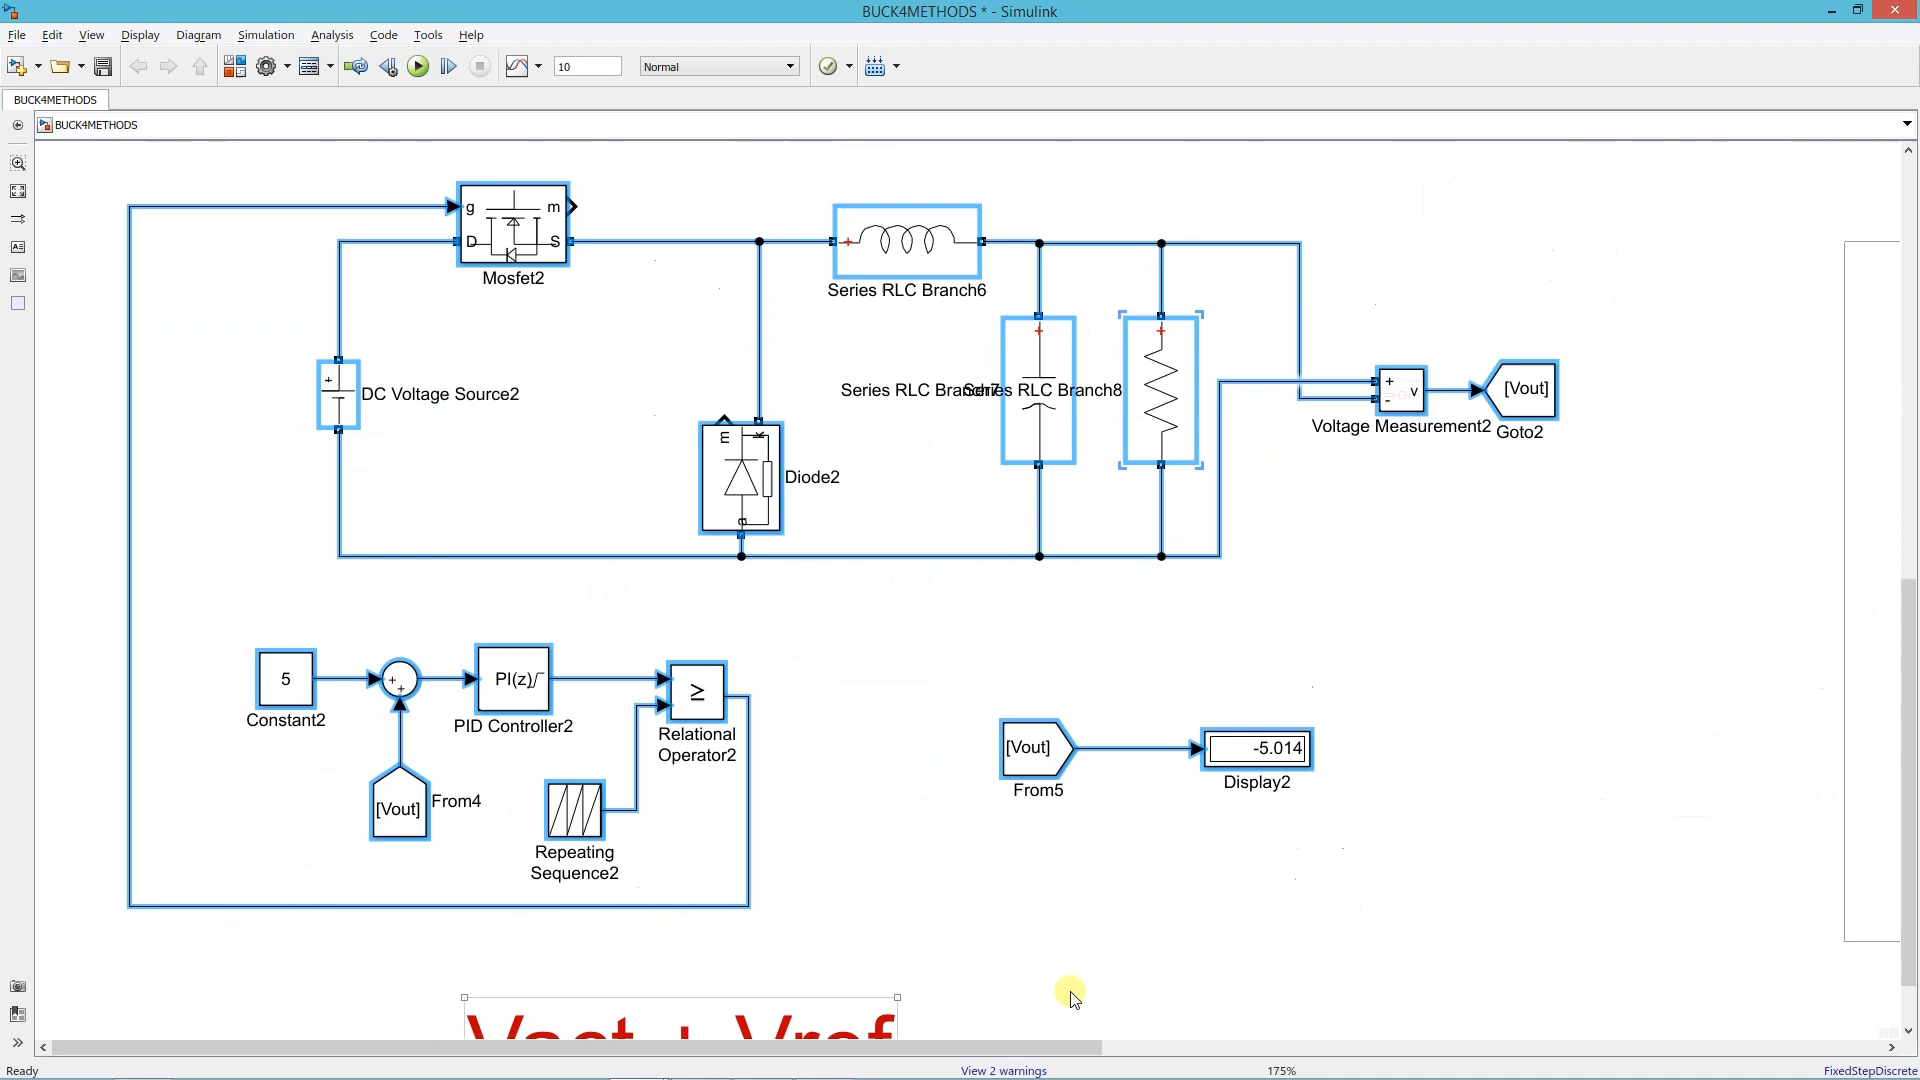 BUCK4METHODS * - Simulink
File Edit View Display Diagram Simulation Analysis Code Tools Help
10 Normal
BUCK4METHODS
BUCK4METHODS
g m
D S
Mosfet2
+
Series RLC Branch6
+
DC Voltage Source2
+ +
Series RLC Branch7 Series RLC Branch8
+
-
v
Voltage Measurement2
[Vout]
Goto2
m k
a
Diode2
5
Constant2
+
+
PI(z)
PID Controller2
≥
Relational
Operator2
[Vout]
From4
Repeating
Sequence2
[Vout]
From5
-5.014
Display2
Vact + Vref
Ready View 2 warnings 175% FixedStepDiscrete